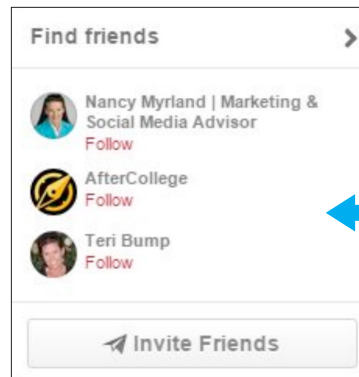 Find friends
Nancy Myrland | Marketing &
Social Media Advisor
Follow
AfterCollege
Follow
Teri Bump
Follow
Invite Friends